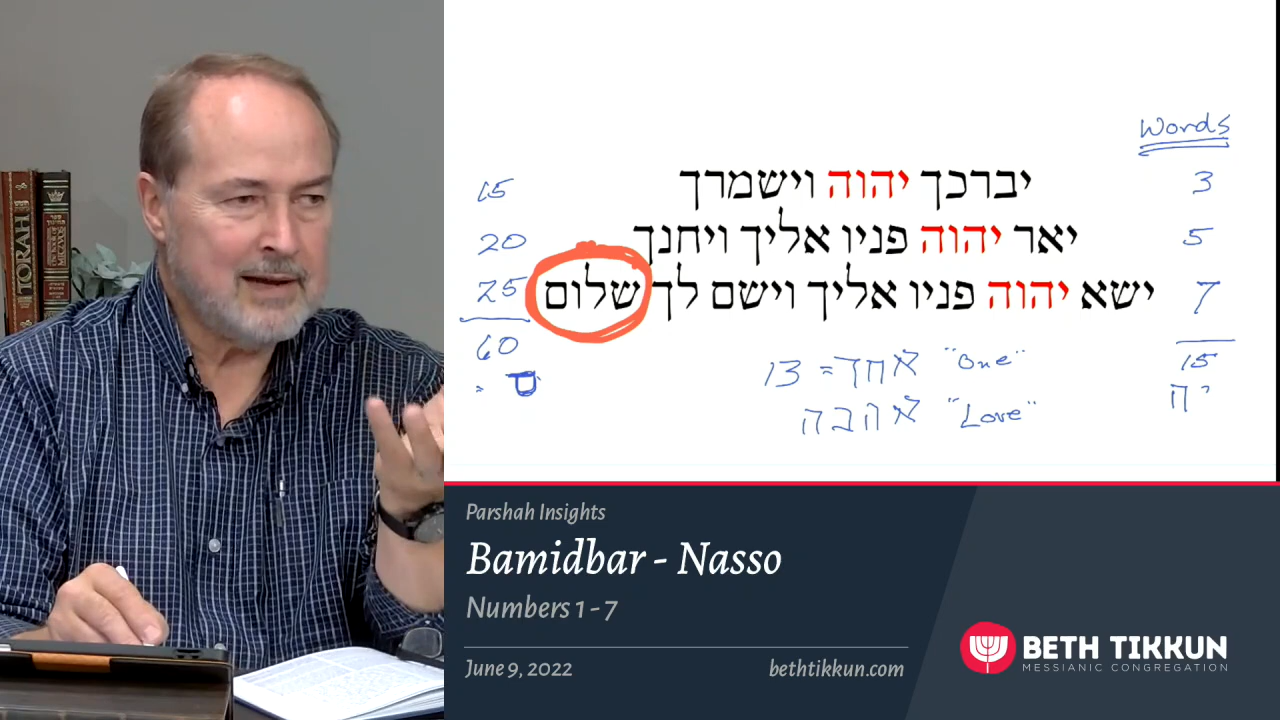 TORAH
Words
יברכך יהוה וישמרך
15
3
יאר יהוה פניו אליך ויחנך
20
5
ישא יהוה פניו אליך וישם לך שלום
25
7
60
15
אחד = 13 "One"
ס
יה
אהבה "Love"
Parshah Insights
Bamidbar - Nasso
Numbers 1 - 7
June 9, 2022
bethtikkun.com
BETH TIKKUN
MESSIANIC CONGREGATION